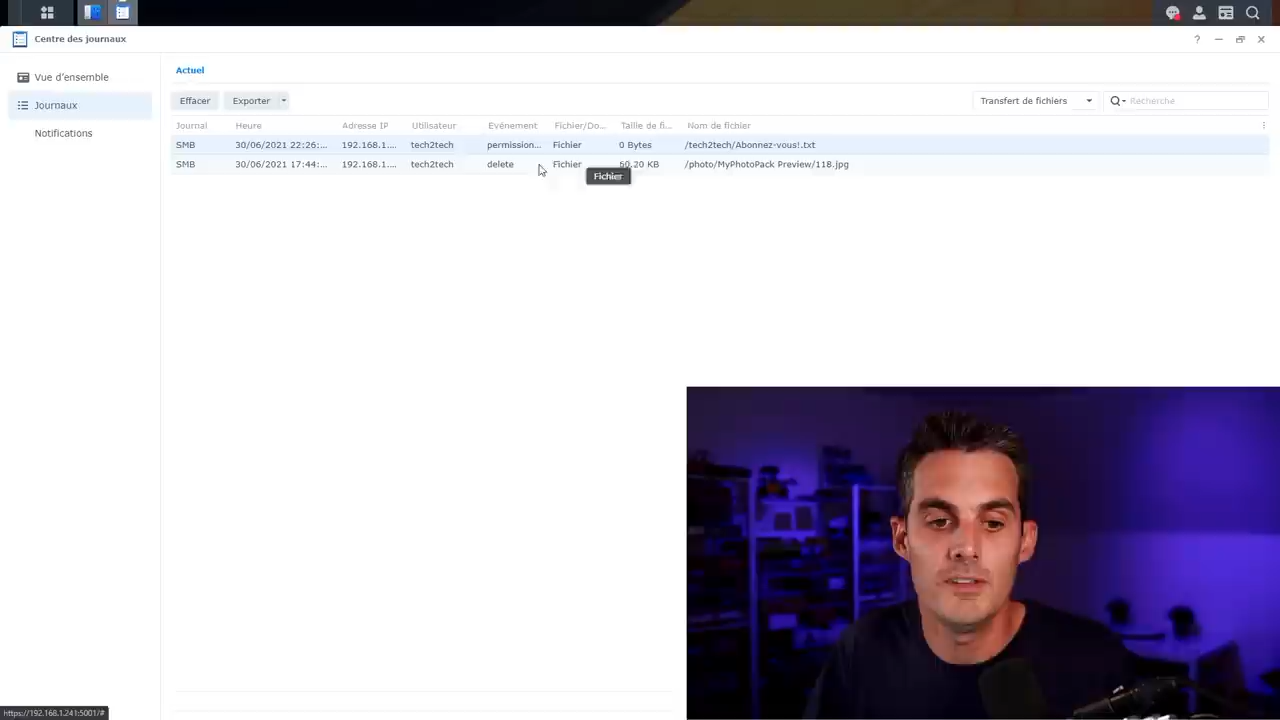 Centre des journaux
?
Vue d'ensemble
Journaux
Notifications
Actuel
Effacer
Exporter
Transfert de fichiers
Recherche
Journal Heure Adresse IP Utilisateur Evénement Fichier/Do... Taille de fi... Nom de fichier
SMB 30/06/2021 22:26:... 192.168.1.... tech2tech permission... Fichier 0 Bytes /tech2tech/Abonnez-vous!.txt
SMB 30/06/2021 17:44:... 192.168.1.... tech2tech delete Fichier 50.20 KB /photo/MyPhotoPack Preview/118.jpg
Fichier
https://192.168.1.241:5001/#